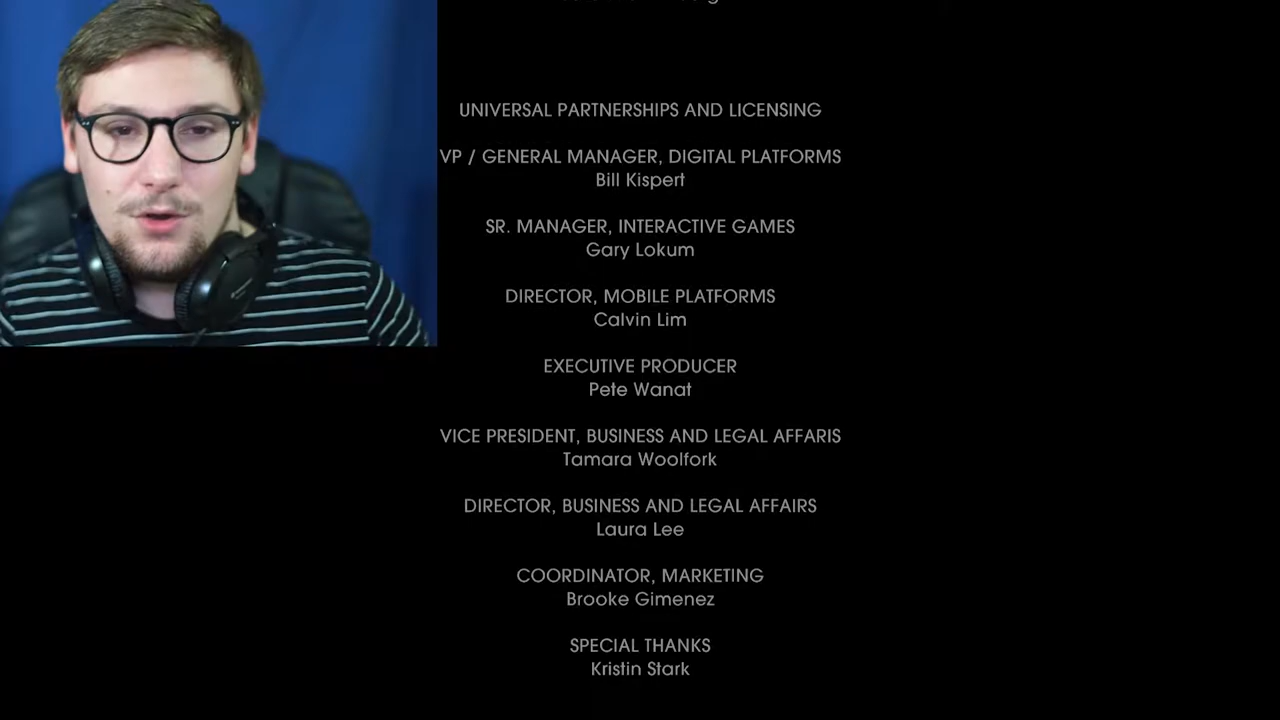 UNIVERSAL PARTNERSHIPS AND LICENSING
VP / GENERAL MANAGER, DIGITAL PLATFORMS
Bill Kispert
SR. MANAGER, INTERACTIVE GAMES
Gary Lokum
DIRECTOR, MOBILE PLATFORMS
Calvin Lim
EXECUTIVE PRODUCER
Pete Wanat
VICE PRESIDENT, BUSINESS AND LEGAL AFFARIS
Tamara Woolfork
DIRECTOR, BUSINESS AND LEGAL AFFAIRS
Laura Lee
COORDINATOR, MARKETING
Brooke Gimenez
SPECIAL THANKS
Kristin Stark